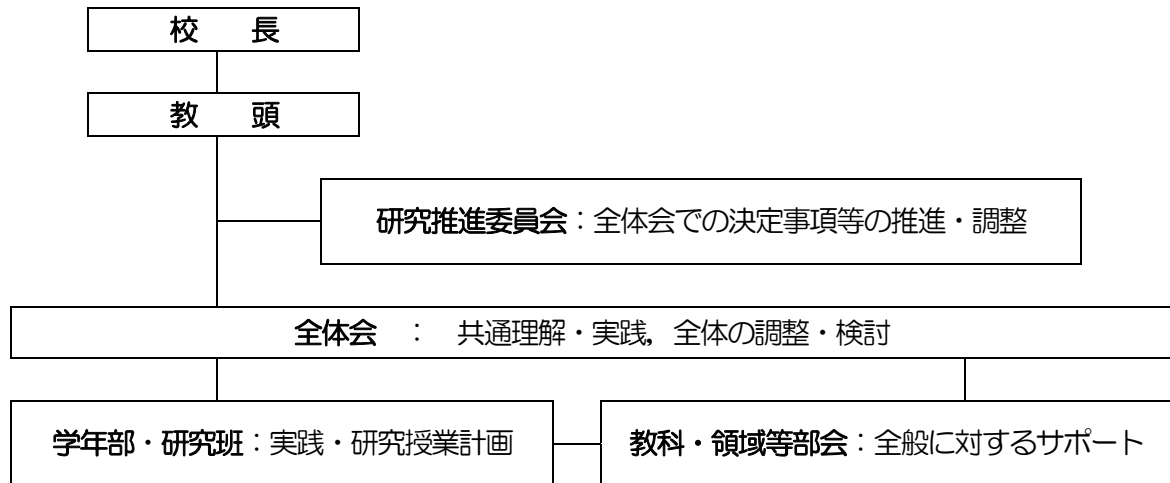 校　　長
教　　頭
研究推進委員会：全体会での決定事項等の推進・調整
全体会　：　共通理解・実践，全体の調整・検討
学年部・研究班：実践・研究授業計画
教科・領域等部会：全般に対するサポート